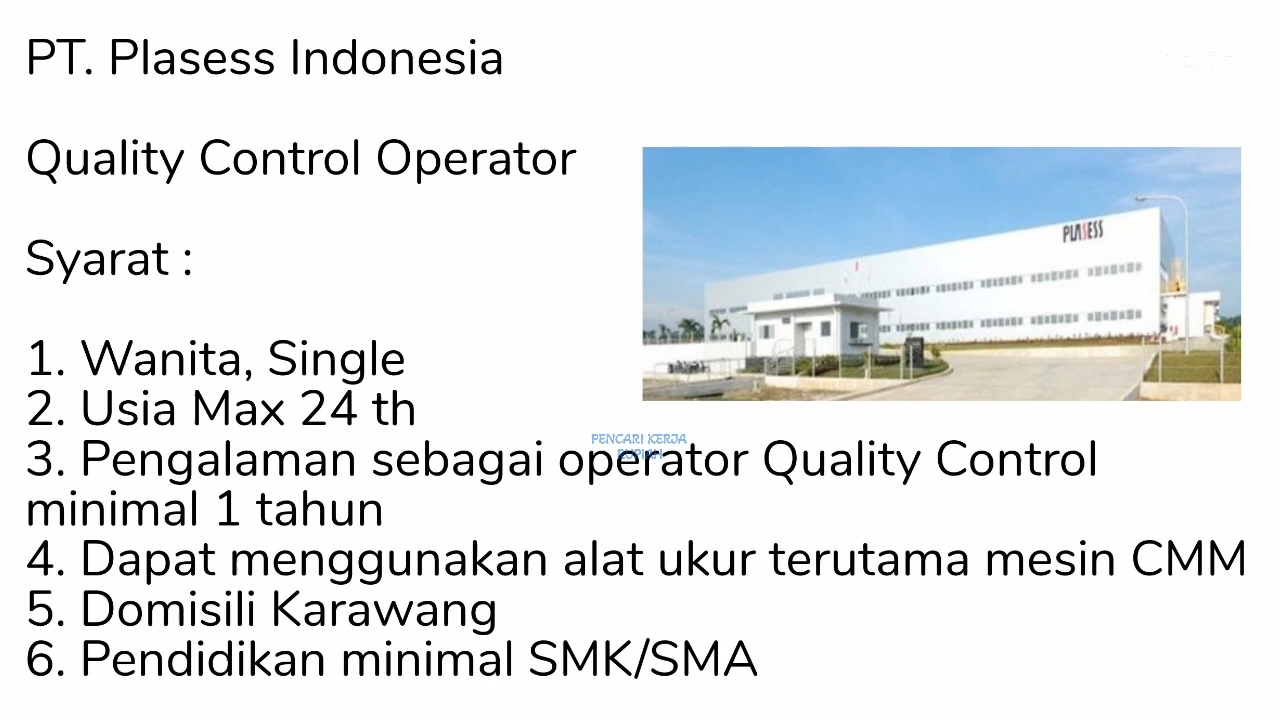 PT. Plasess Indonesia
Quality Control Operator
PLASESS
Syarat :
1. Wanita, Single
2. Usia Max 24 th
PENCARI KERJA
RUPIAH
3. Pengalaman sebagai operator Quality Control
minimal 1 tahun
4. Dapat menggunakan alat ukur terutama mesin CMM
5. Domisili Karawang
6. Pendidikan minimal SMK/SMA